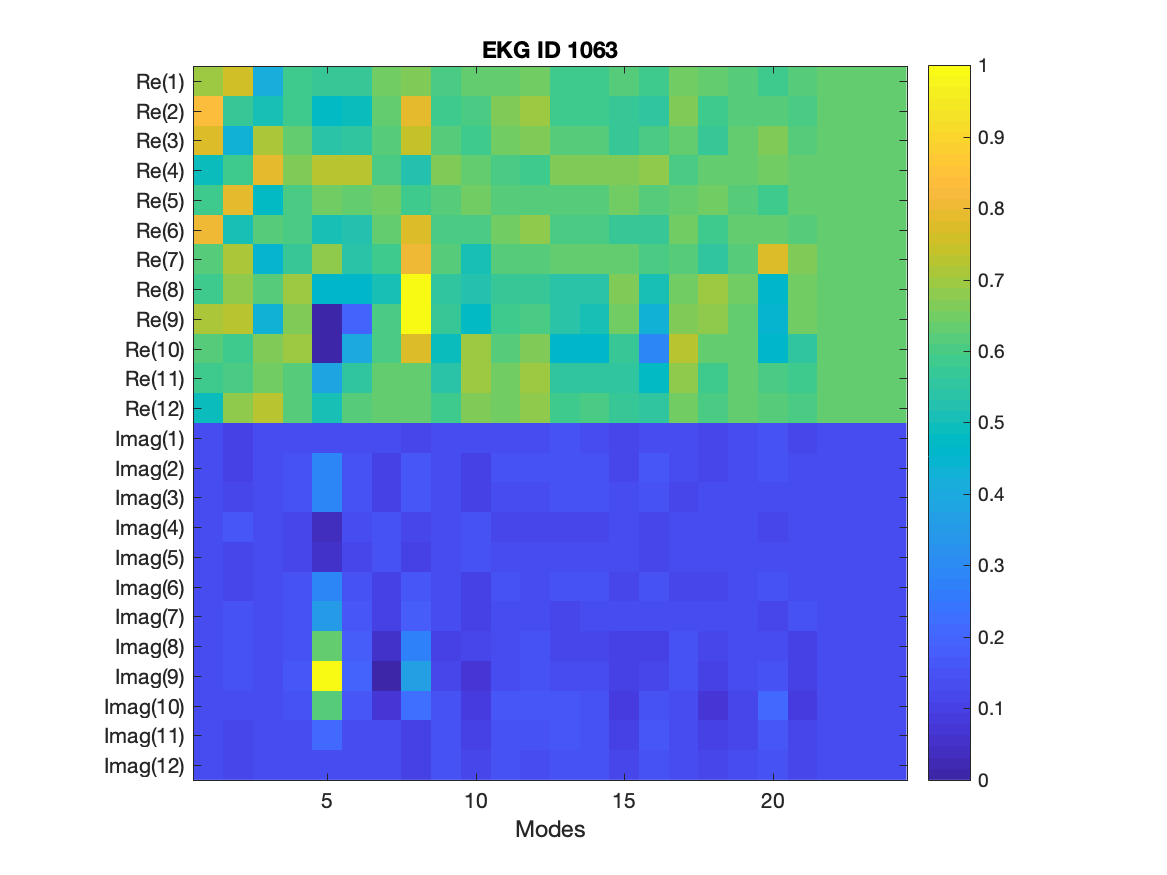 EKG ID 1063
Re(1)
Re(2)
Re(3)
Re(4)
Re(5)
Re(6)
Re(7)
Re(8)
Re(9)
Re(10)
Re(11)
Re(12)
Imag(1)
Imag(2)
Imag(3)
Imag(4)
Imag(5)
Imag(6)
Imag(7)
Imag(8)
Imag(9)
Imag(10)
Imag(11)
Imag(12)
5 10 15 20
Modes
1
0.9
0.8
0.7
0.6
0.5
0.4
0.3
0.2
0.1
0